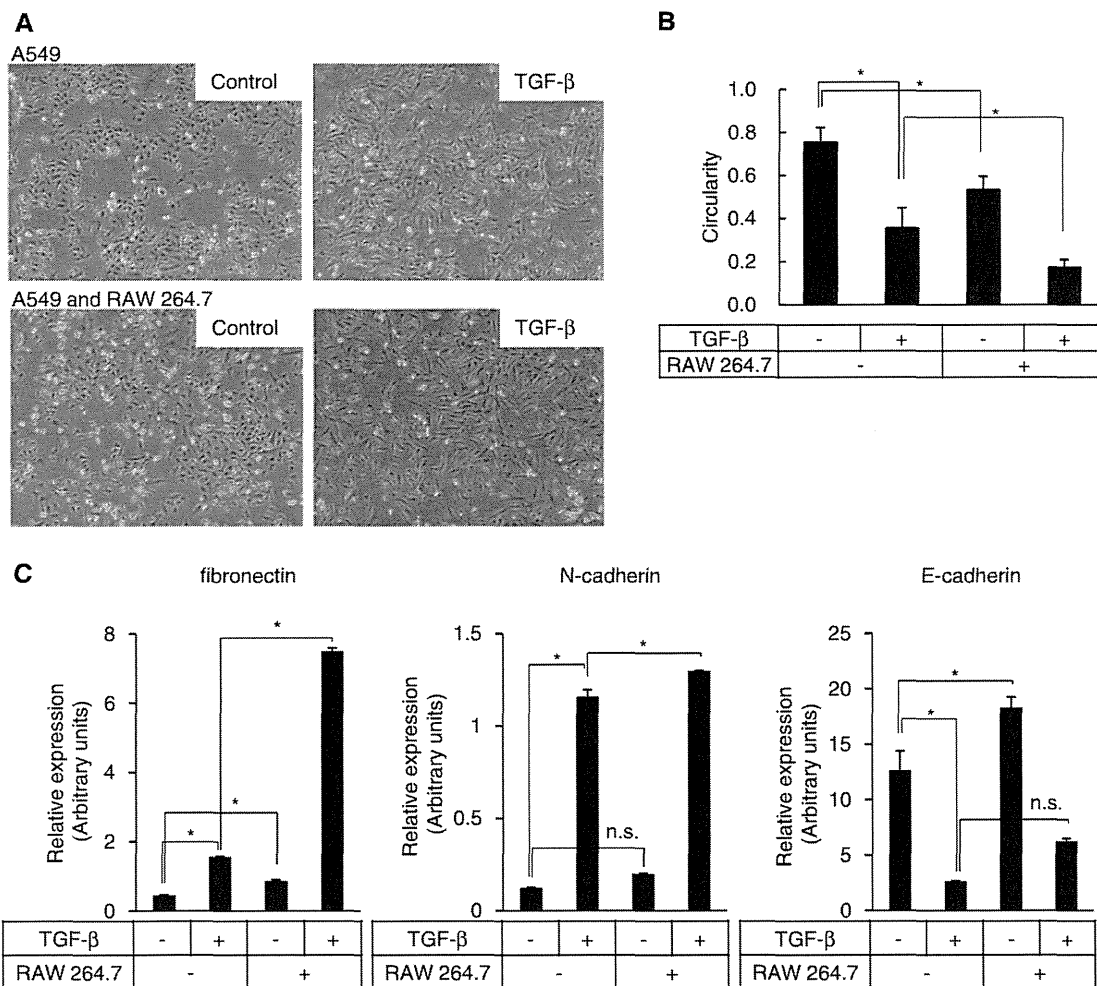 A
A549
Control
TGF-β
A549 and RAW 264.7
Control
TGF-β
B
Circularity
1.0
0.8
0.6
0.4
0.2
0.0
*
*
*
TGF-β - + - +
RAW 264.7 - +
C
fibronectin
Relative expression
(Arbitrary units)
8
6
4
2
0
*
*
*
TGF-β - + - +
RAW 264.7 - +
N-cadherin
Relative expression
(Arbitrary units)
1.5
1
0.5
0
*
*
n.s.
TGF-β - + - +
RAW 264.7 - +
E-cadherin
Relative expression
(Arbitrary units)
25
20
15
10
5
0
*
*
n.s.
TGF-β - + - +
RAW 264.7 - +